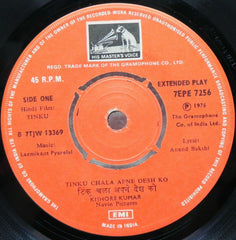 HIS MASTER'S VOICE
REGD. TRADE MARK OF THE GRAMOPHONE CO., LTD.
45 R.P.M.
EXTENDED PLAY
7EPE 7256
SIDE ONE
Hindi Film:
TINKU
℗ 1976
The Gramophone Co.
of India Ltd.
B 7TJW 13369
Music:
Laxmikant Pyarelal
Lyric:
Anand Bakshi
TINKU CHALA APNE DESH KO
टिंकू चला अपने देश को
KISHORE KUMAR
Navin Pictures
EMI
MADE IN INDIA